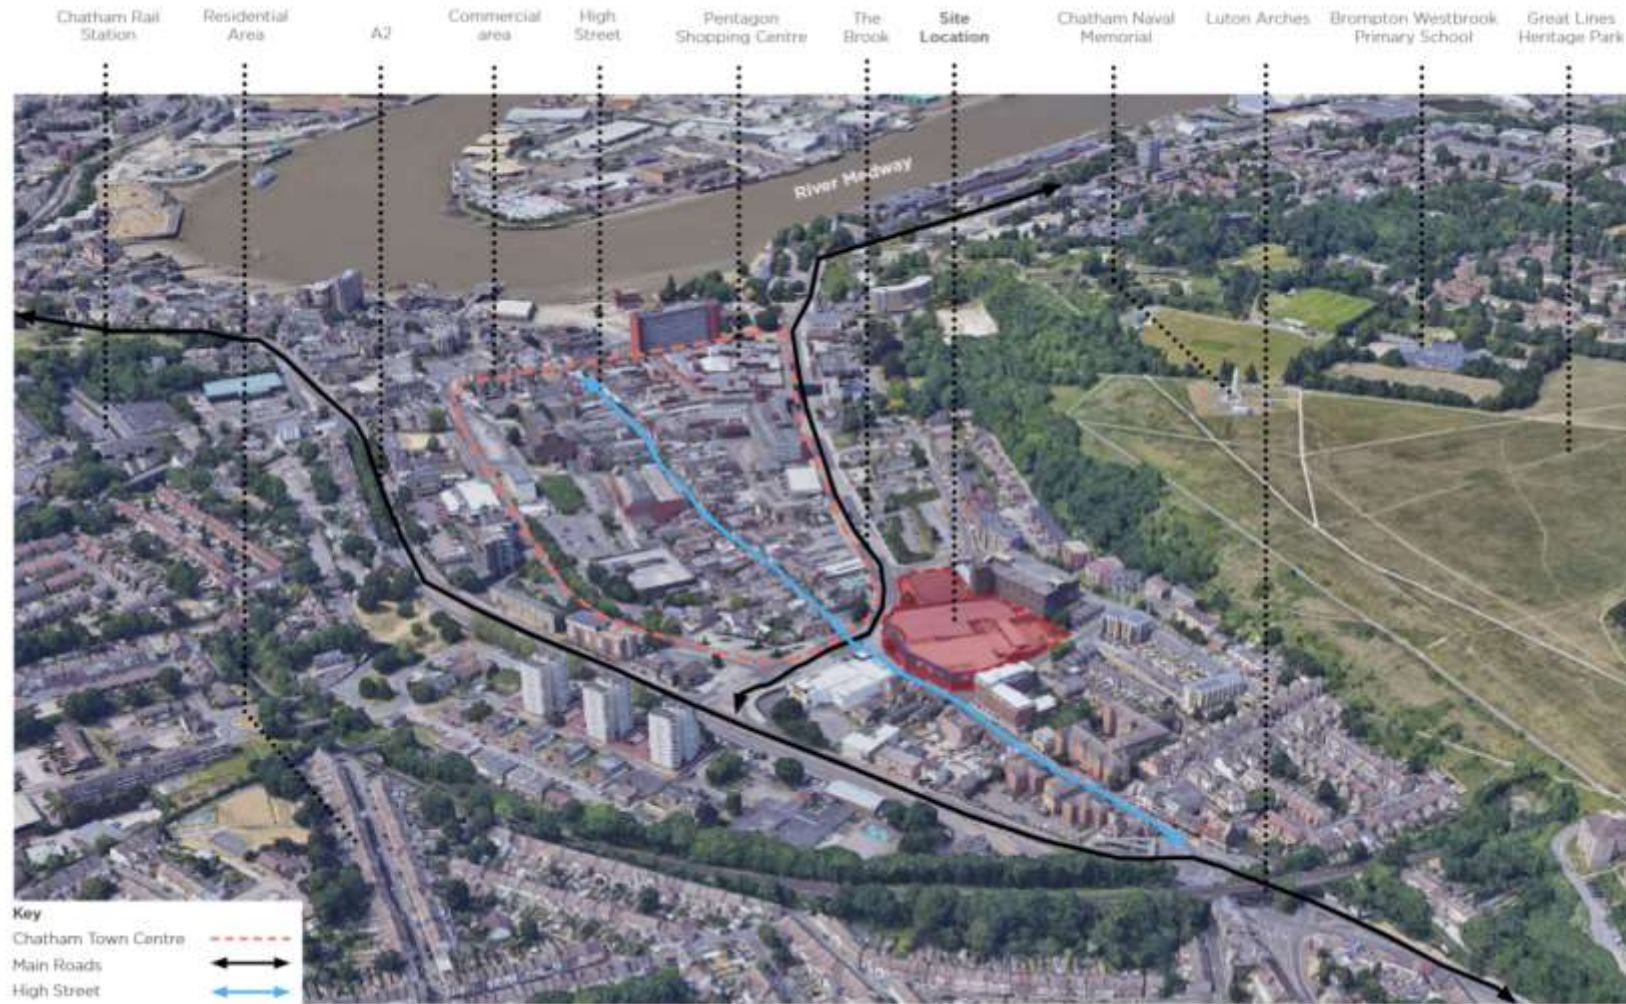 Chatham Rail
Station
Residential
Area
A2
Commercial
area
High
Street
Pentagon
Shopping Centre
The
Brook
Site
Location
Chatham Naval
Memorial
Luton Arches
Brompton Westbrook
Primary School
Great Lines
Heritage Park
River Medway
Key
Chatham Town Centre
Main Roads
High Street